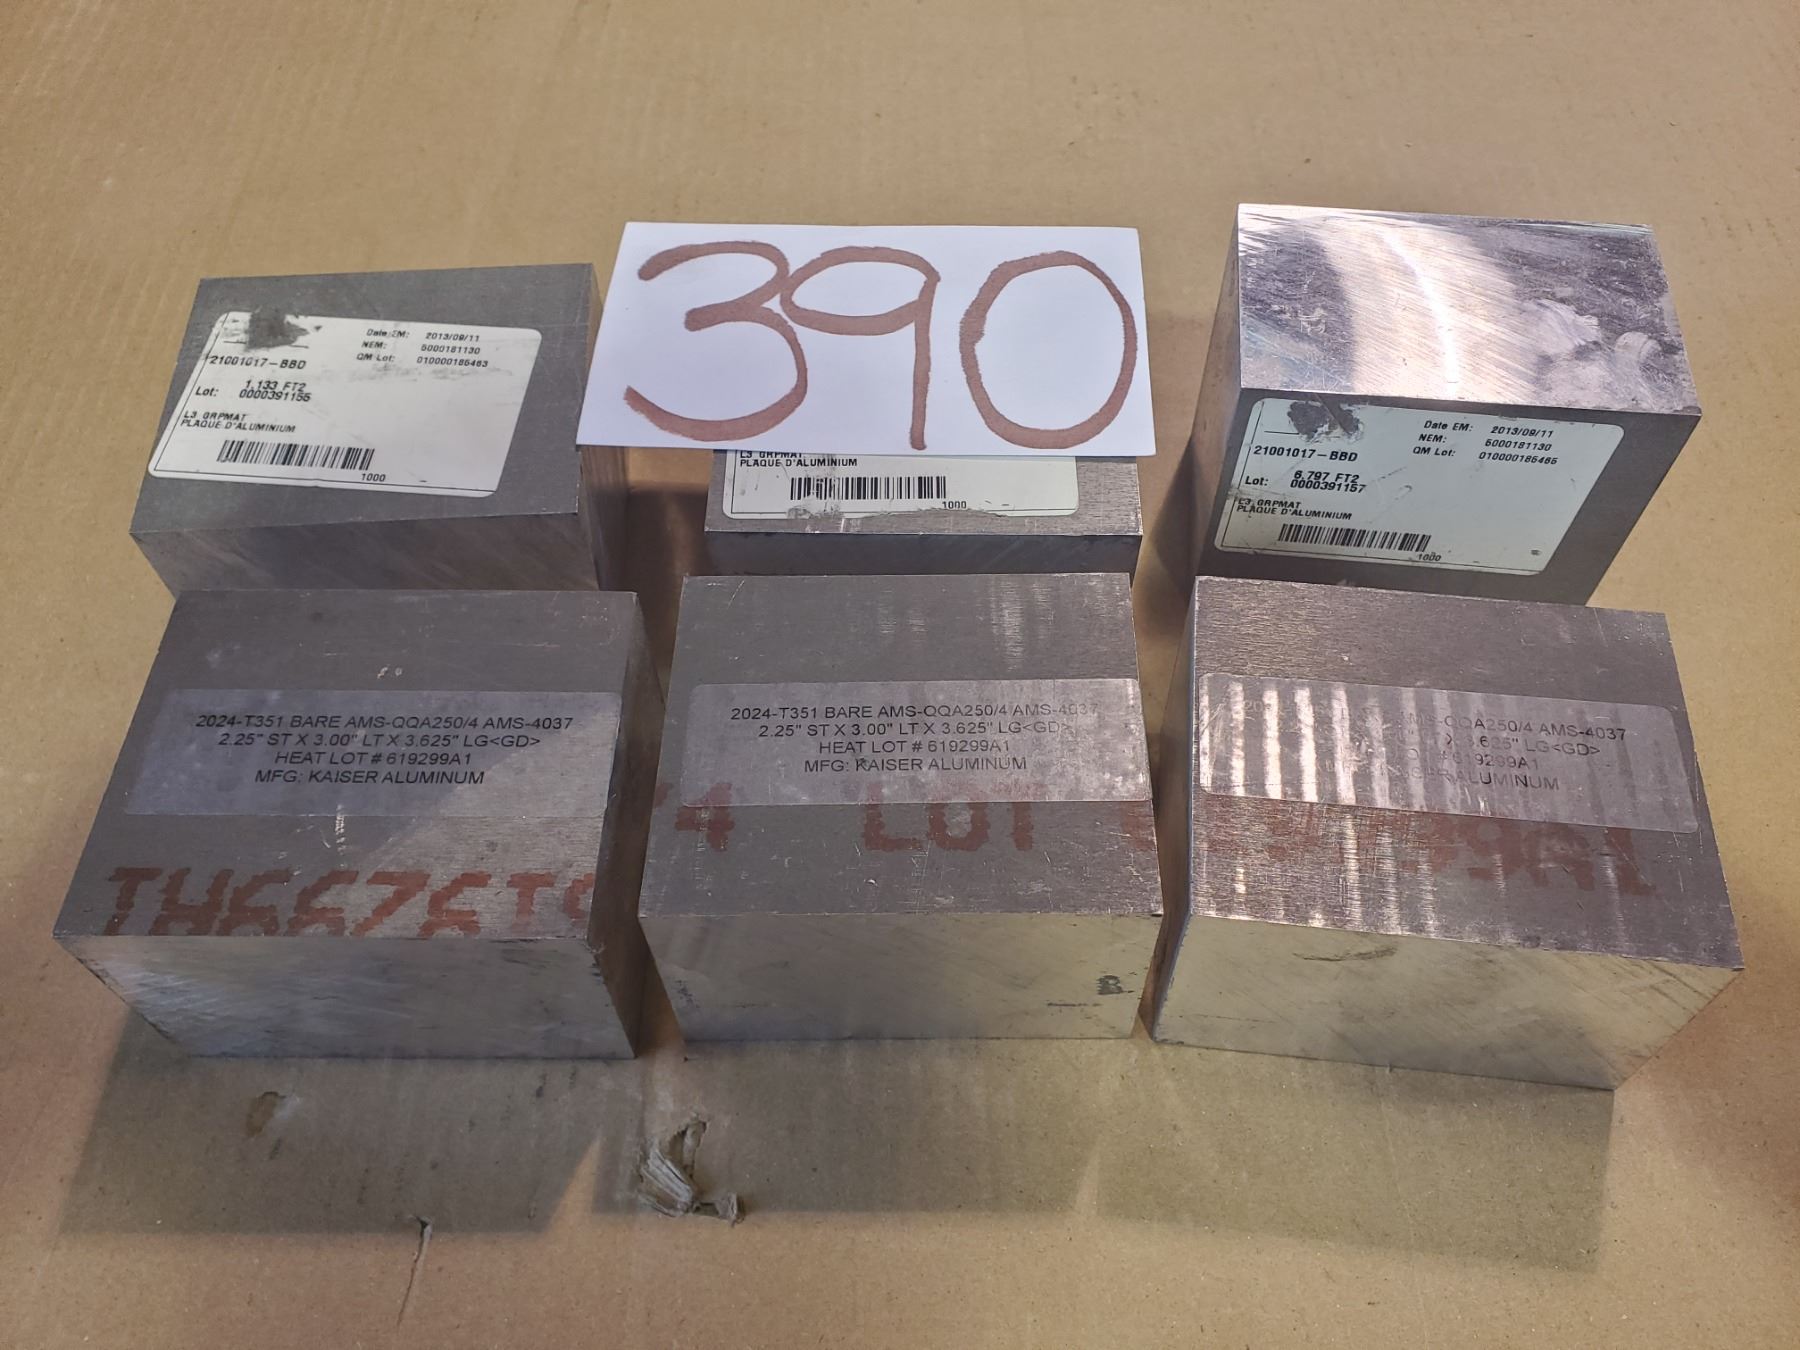 390
21001017-BBD
Date EM: 2013/09/11
NEM: 5000181130
QM Lot: 010000185463
1.133 FT2
Lot: 0000391155
L3 GRPMAT
PLAQUE D'ALUMINIUM
1000
L3 GRPMAT
PLAQUE D'ALUMINIUM
1000
21001017-BBD
Date EM: 2013/09/11
NEM: 5000181130
QM Lot: 010000185465
6.797 FT2
Lot: 0000391157
L3 GRPMAT
PLAQUE D'ALUMINIUM
1000
2024-T351 BARE AMS-QQA250/4 AMS-4037
2.25" ST X 3.00" LT X 3.625" LG<GD>
HEAT LOT # 619299A1
MFG: KAISER ALUMINUM
2024-T351 BARE AMS-QQA250/4 AMS-4037
2.25" ST X 3.00" LT X 3.625" LG<GD>
HEAT LOT # 619299A1
MFG: KAISER ALUMINUM
AMS-QQA250/4 AMS-4037
X 3.625" LG<GD>
# 619299A1
ALUMINUM
4 LOT